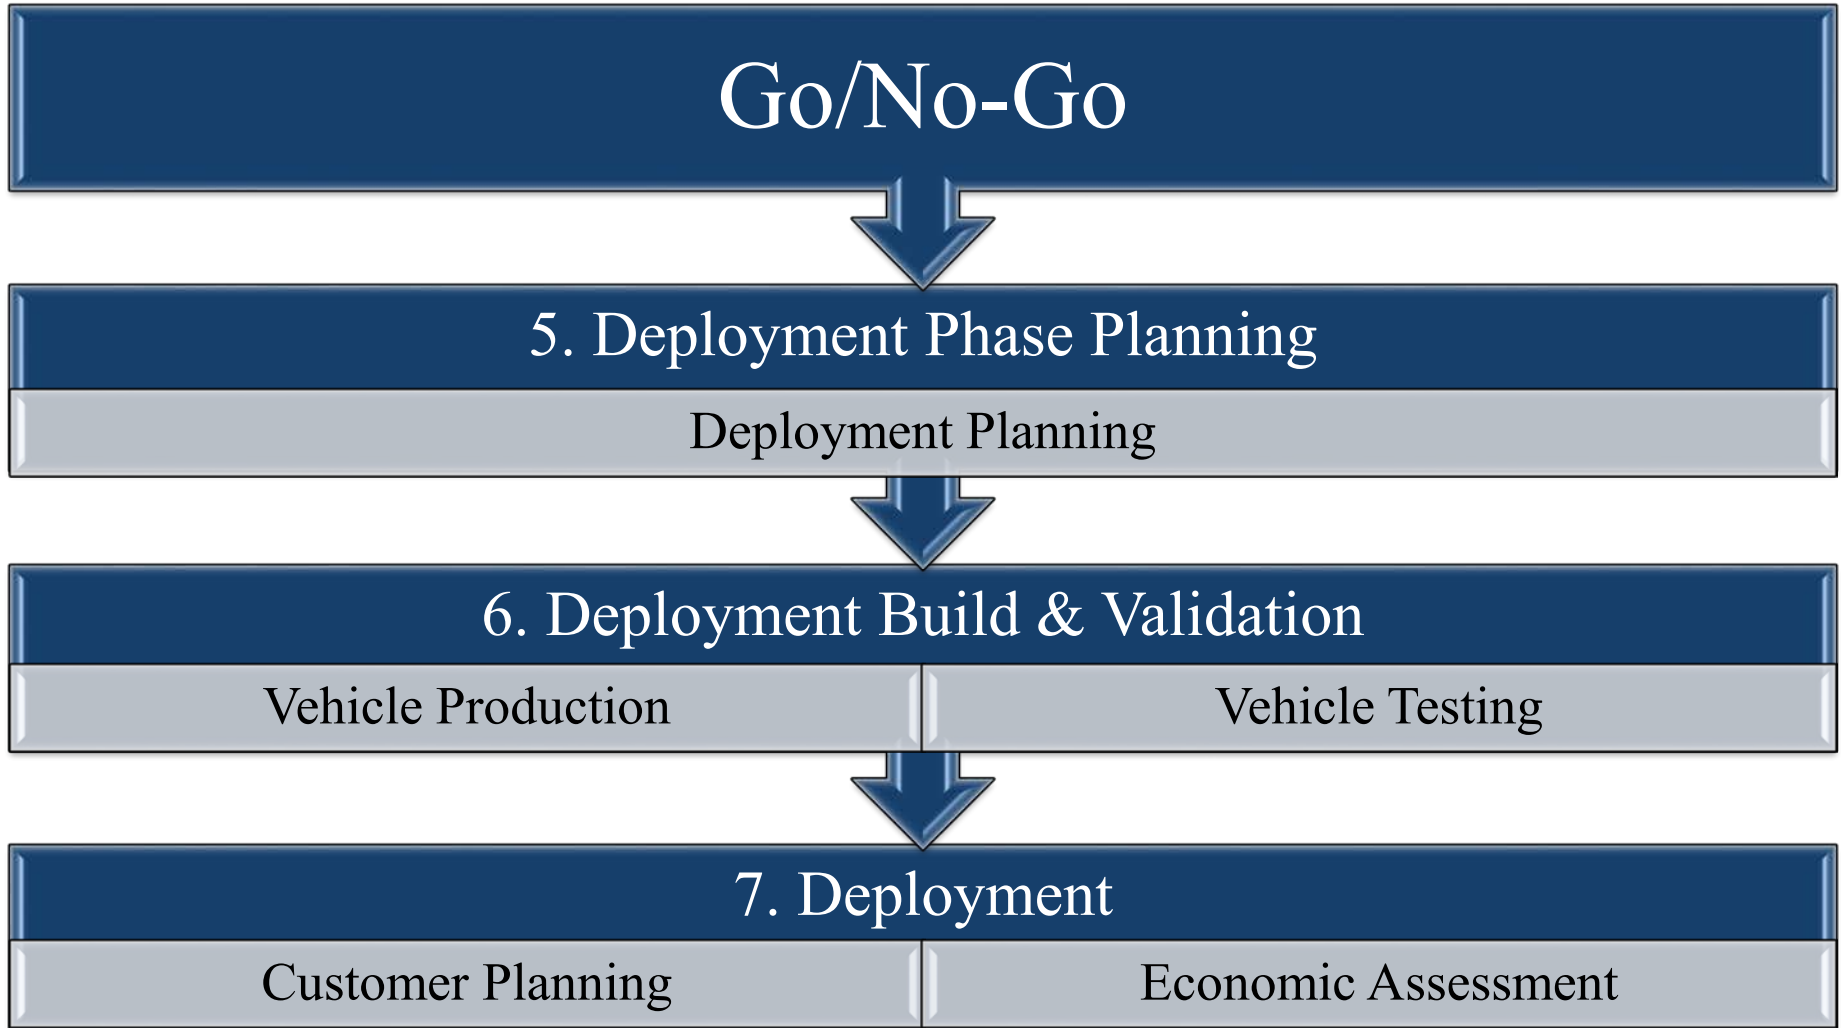 Go/No-Go
5. Deployment Phase Planning
Deployment Planning
6. Deployment Build & Validation
Vehicle Production
Vehicle Testing
7. Deployment
Customer Planning
Economic Assessment